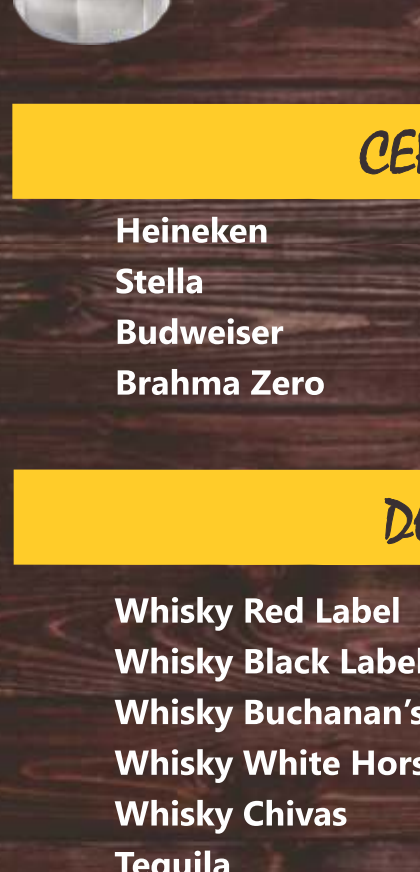 Heineken
Stella
Budweiser
Brahma Zero
Whisky Red Label
Whisky Black Label
Whisky Buchanan´s
Whisky White Hors
Whisky Chivas
Tequila